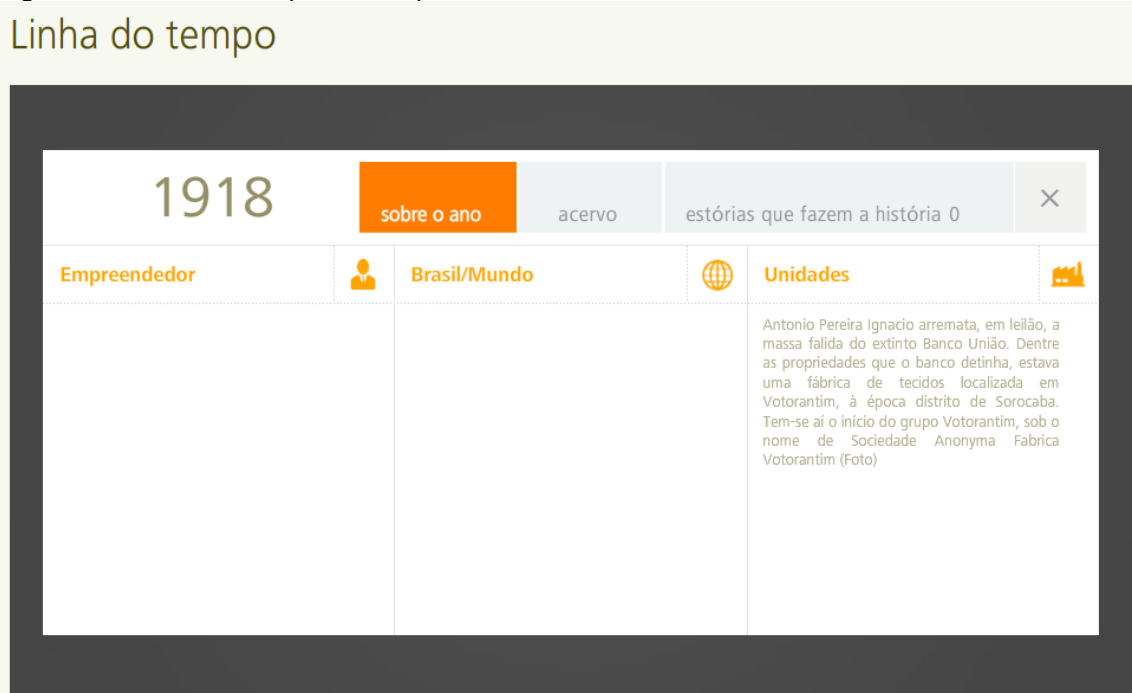 Linha do tempo
1918
sobre o ano
acervo
estórias que fazem a história 0
×
Empreendedor
Brasil/Mundo
Unidades
Antonio Pereira Ignacio arremata, em leilão, a
massa falida do extinto Banco União. Dentre
as propriedades que o banco detinha, estava
uma fábrica de tecidos localizada em
Votorantim, à época distrito de Sorocaba.
Tem-se aí o início do grupo Votorantim, sob o
nome de Sociedade Anonyma Fabrica
Votorantim (Foto)